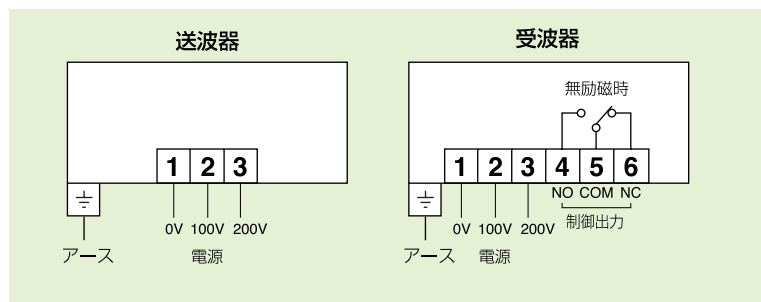 送波器
1 2 3
0V 100V 200V
アース
電源
受波器
無励磁時
1 2 3 4 5 6
NO COM NC
0V 100V 200V
制御出力
アース
電源